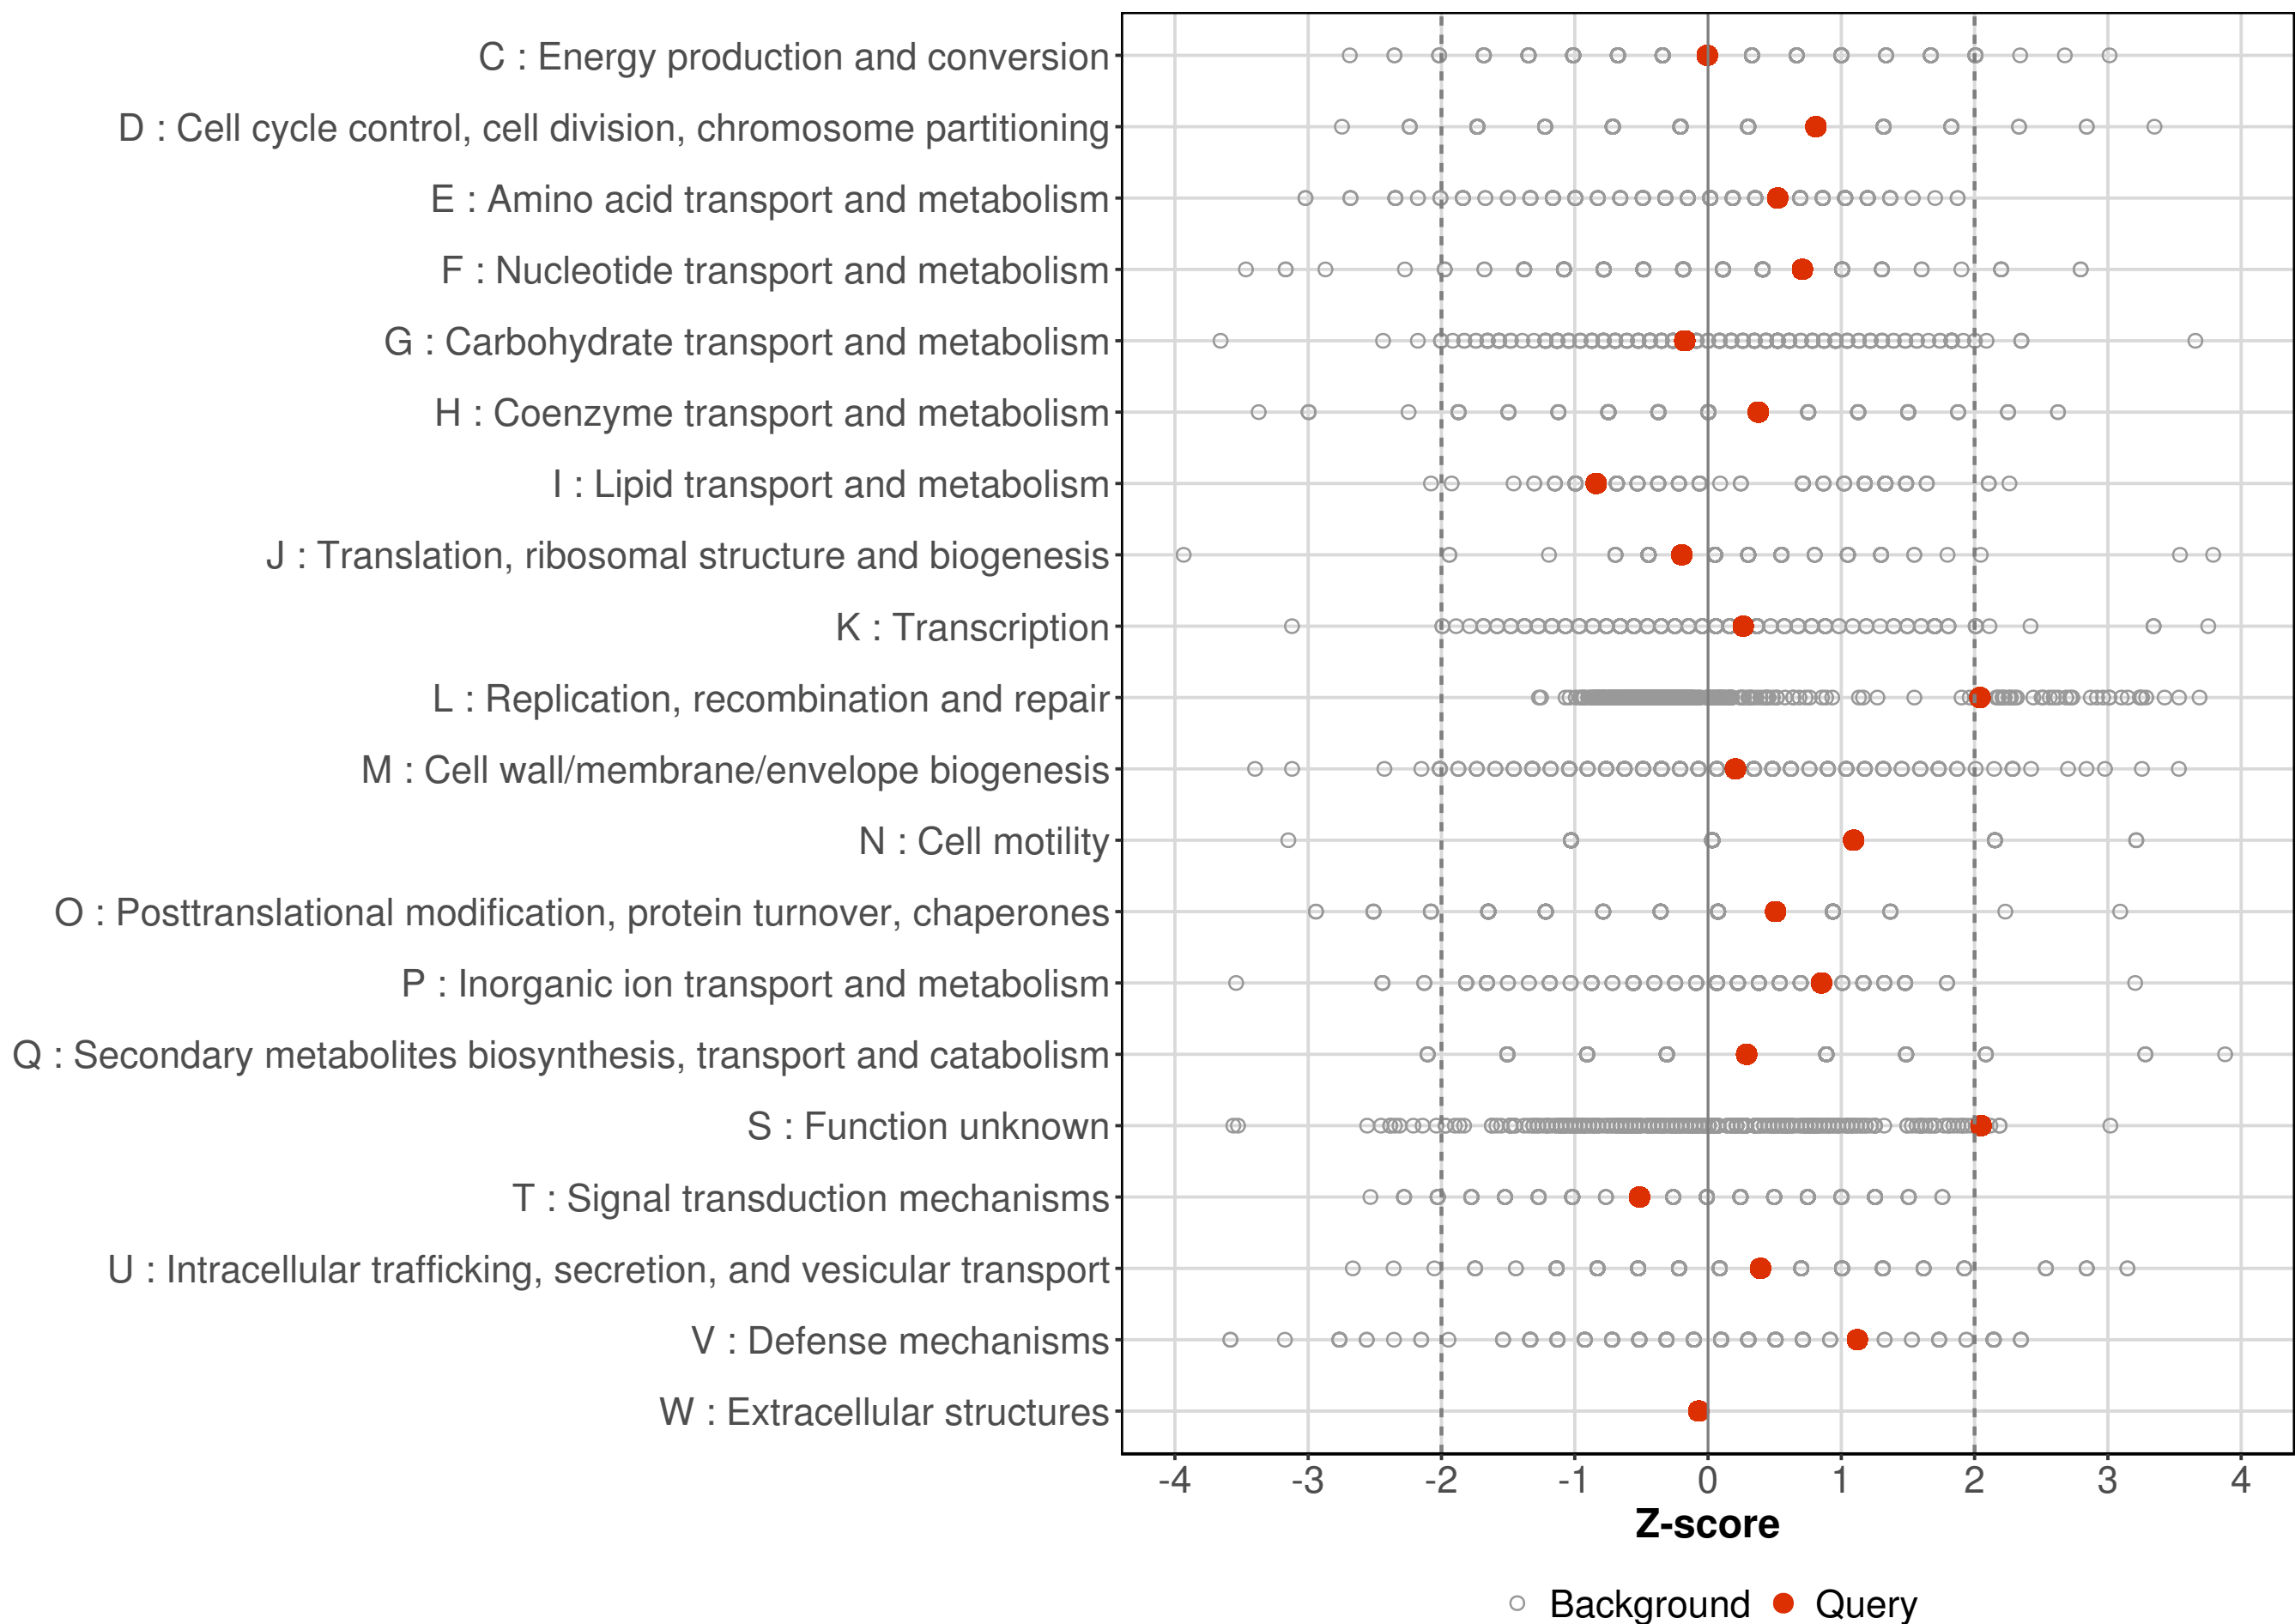 C : Energy production and conversion
D : Cell cycle control, cell division, chromosome partitioning
E : Amino acid transport and metabolism
F : Nucleotide transport and metabolism
G : Carbohydrate transport and metabolism
H : Coenzyme transport and metabolism
I : Lipid transport and metabolism
J : Translation, ribosomal structure and biogenesis
K : Transcription
L : Replication, recombination and repair
M : Cell wall/membrane/envelope biogenesis
N : Cell motility
O : Posttranslational modification, protein turnover, chaperones
P : Inorganic ion transport and metabolism
Q : Secondary metabolites biosynthesis, transport and catabolism
S : Function unknown
T : Signal transduction mechanisms
U : Intracellular trafficking, secretion, and vesicular transport
V : Defense mechanisms
W : Extracellular structures
-4 -3 -2 -1 0 1 2 3 4
Z-score
Background Query